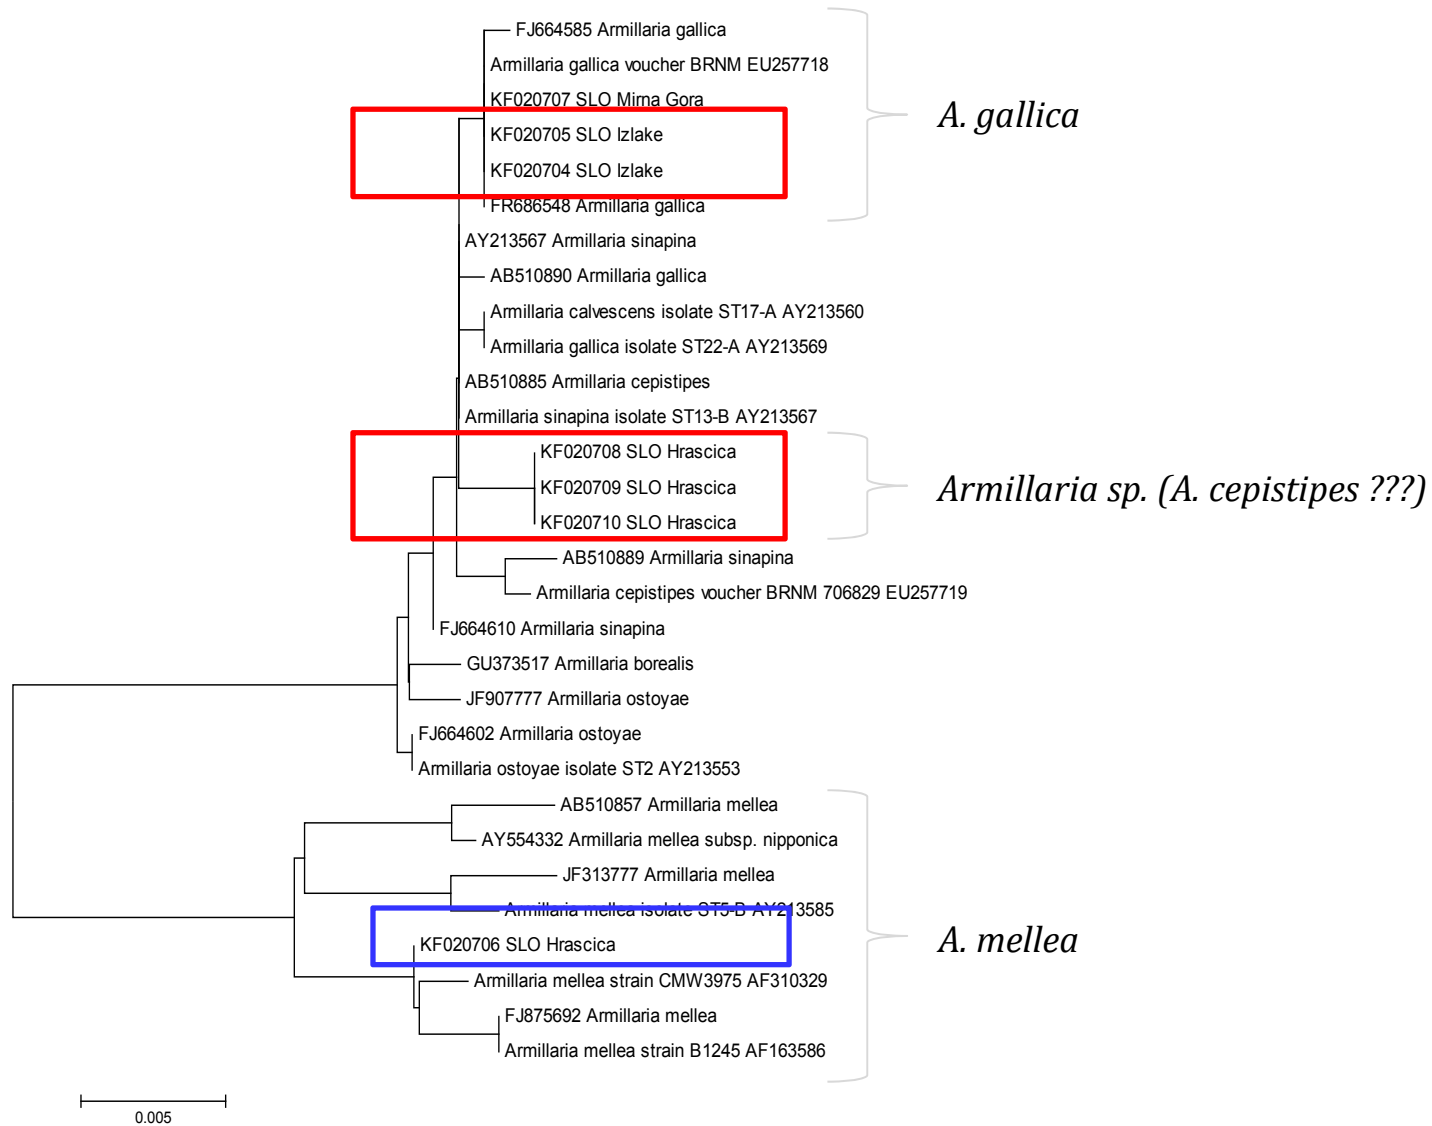 FJ664585 Armillaria gallica
Armillaria gallica voucher BRNM EU257718
KF020707 SLO Mirna Gora
KF020705 SLO Izlake
KF020704 SLO Izlake
FR686548 Armillaria gallica
A. gallica
AY213567 Armillaria sinapina
AB510890 Armillaria gallica
Armillaria calvescens isolate ST17-A AY213560
Armillaria gallica isolate ST22-A AY213569
AB510885 Armillaria cepistipes
Armillaria sinapina isolate ST13-B AY213567
KF020708 SLO Hrascica
KF020709 SLO Hrascica
KF020710 SLO Hrascica
Armillaria sp. (A. cepistipes ???)
AB510889 Armillaria sinapina
Armillaria cepistipes voucher BRNM 706829 EU257719
FJ664610 Armillaria sinapina
GU373517 Armillaria borealis
JF907777 Armillaria ostoyae
FJ664602 Armillaria ostoyae
Armillaria ostoyae isolate ST2 AY213553
AB510857 Armillaria mellea
AY554332 Armillaria mellea subsp. nipponica
JF313777 Armillaria mellea
Armillaria mellea isolate ST5-B AY213585
KF020706 SLO Hrascica
Armillaria mellea strain CMW3975 AF310329
FJ875692 Armillaria mellea
Armillaria mellea strain B1245 AF163586
A. mellea
0.005